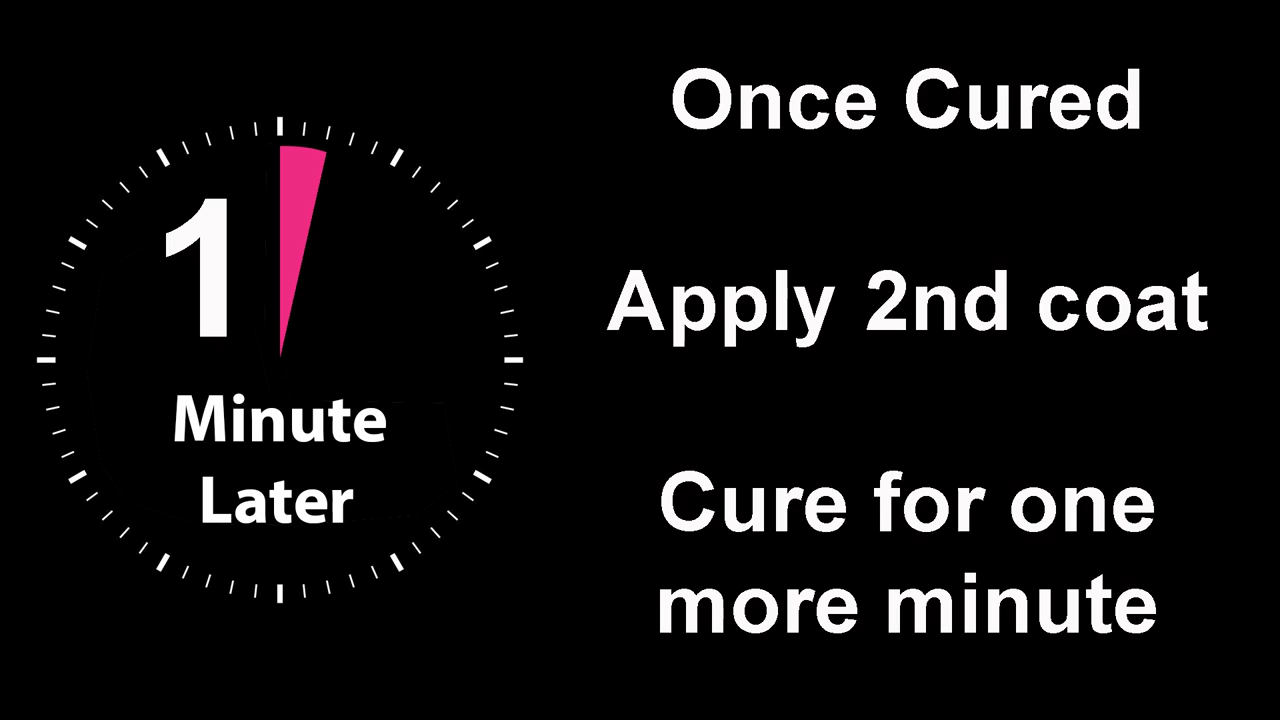 1
Minute
Later
Once Cured
Apply 2nd coat
Cure for one
more minute